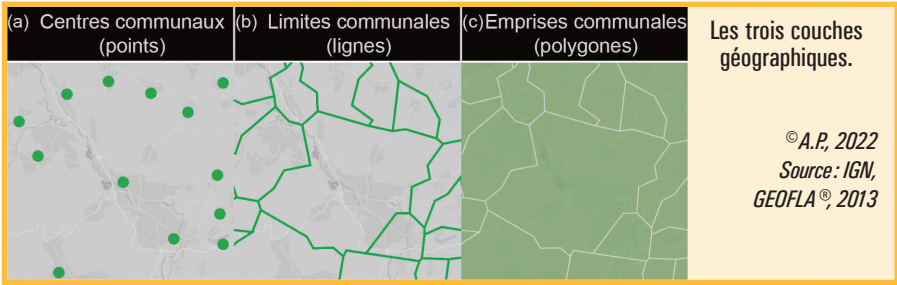 (a) Centres communaux
(points)
(b) Limites communales
(lignes)
(c) Emprises communales
(polygones)
Les trois couches
géographiques.
©A.P., 2022
Source : IGN,
GEOFLA ®, 2013